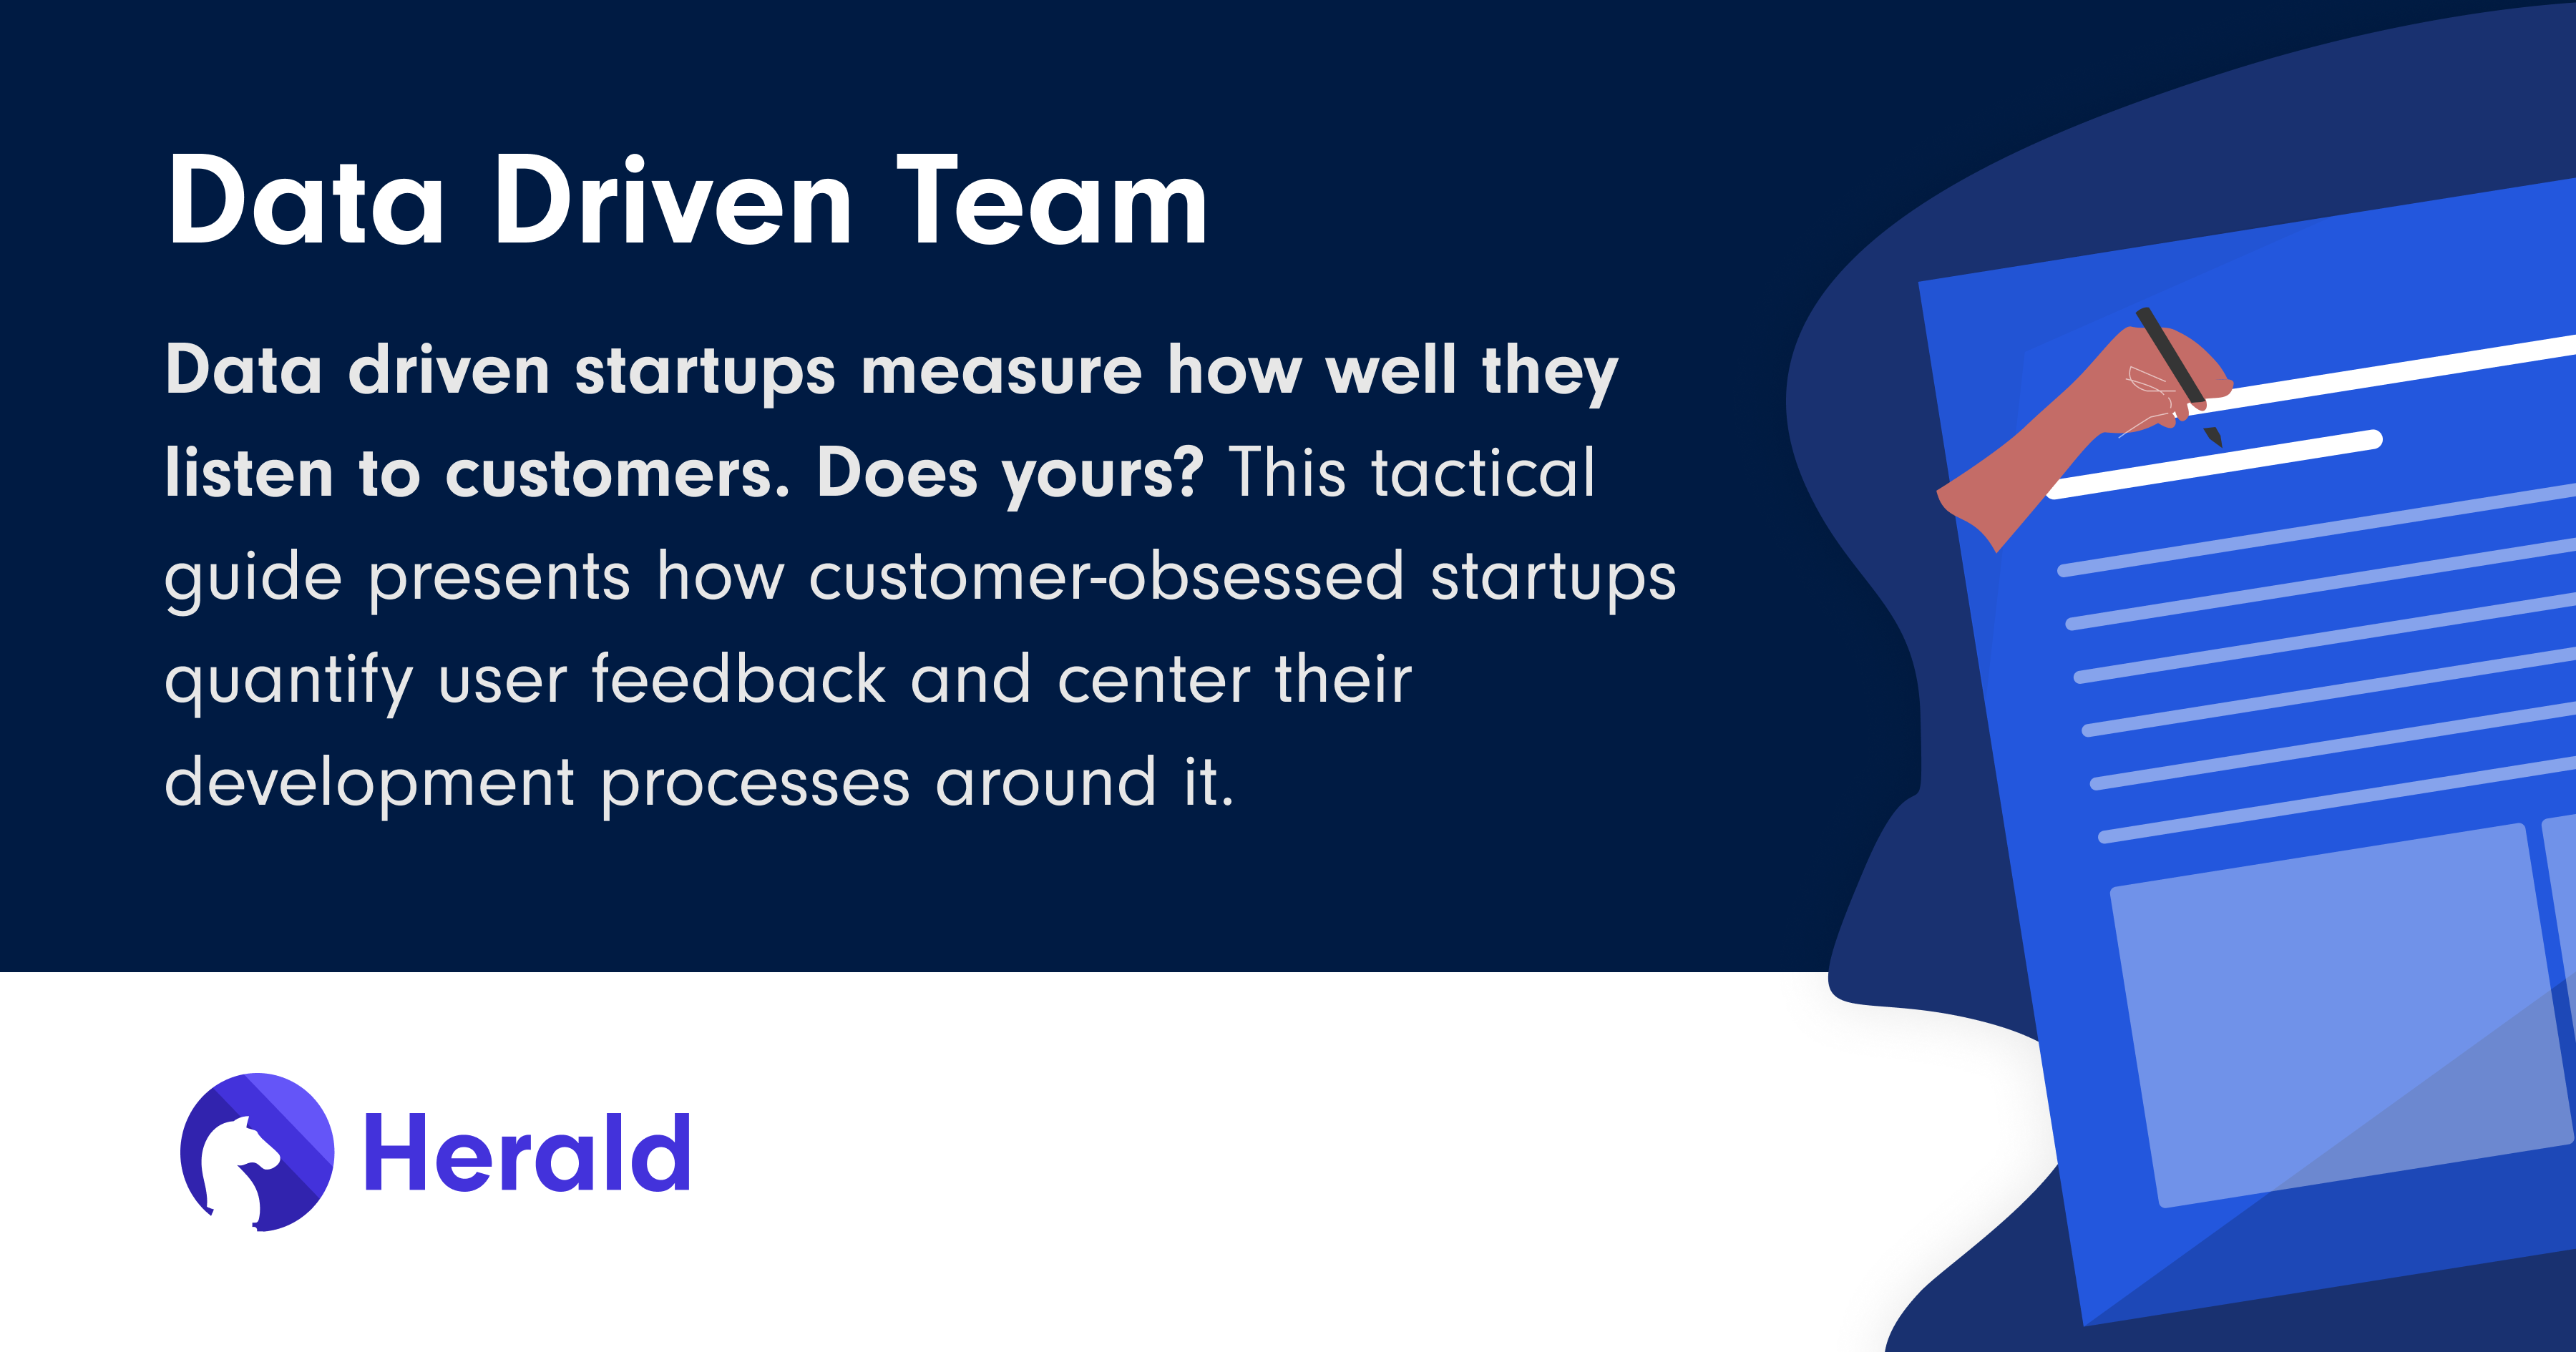 Data Driven Team
Data driven startups measure how well they
listen to customers. Does yours? This tactical
guide presents how customer-obsessed startups
quantify user feedback and center their
development processes around it.
Herald